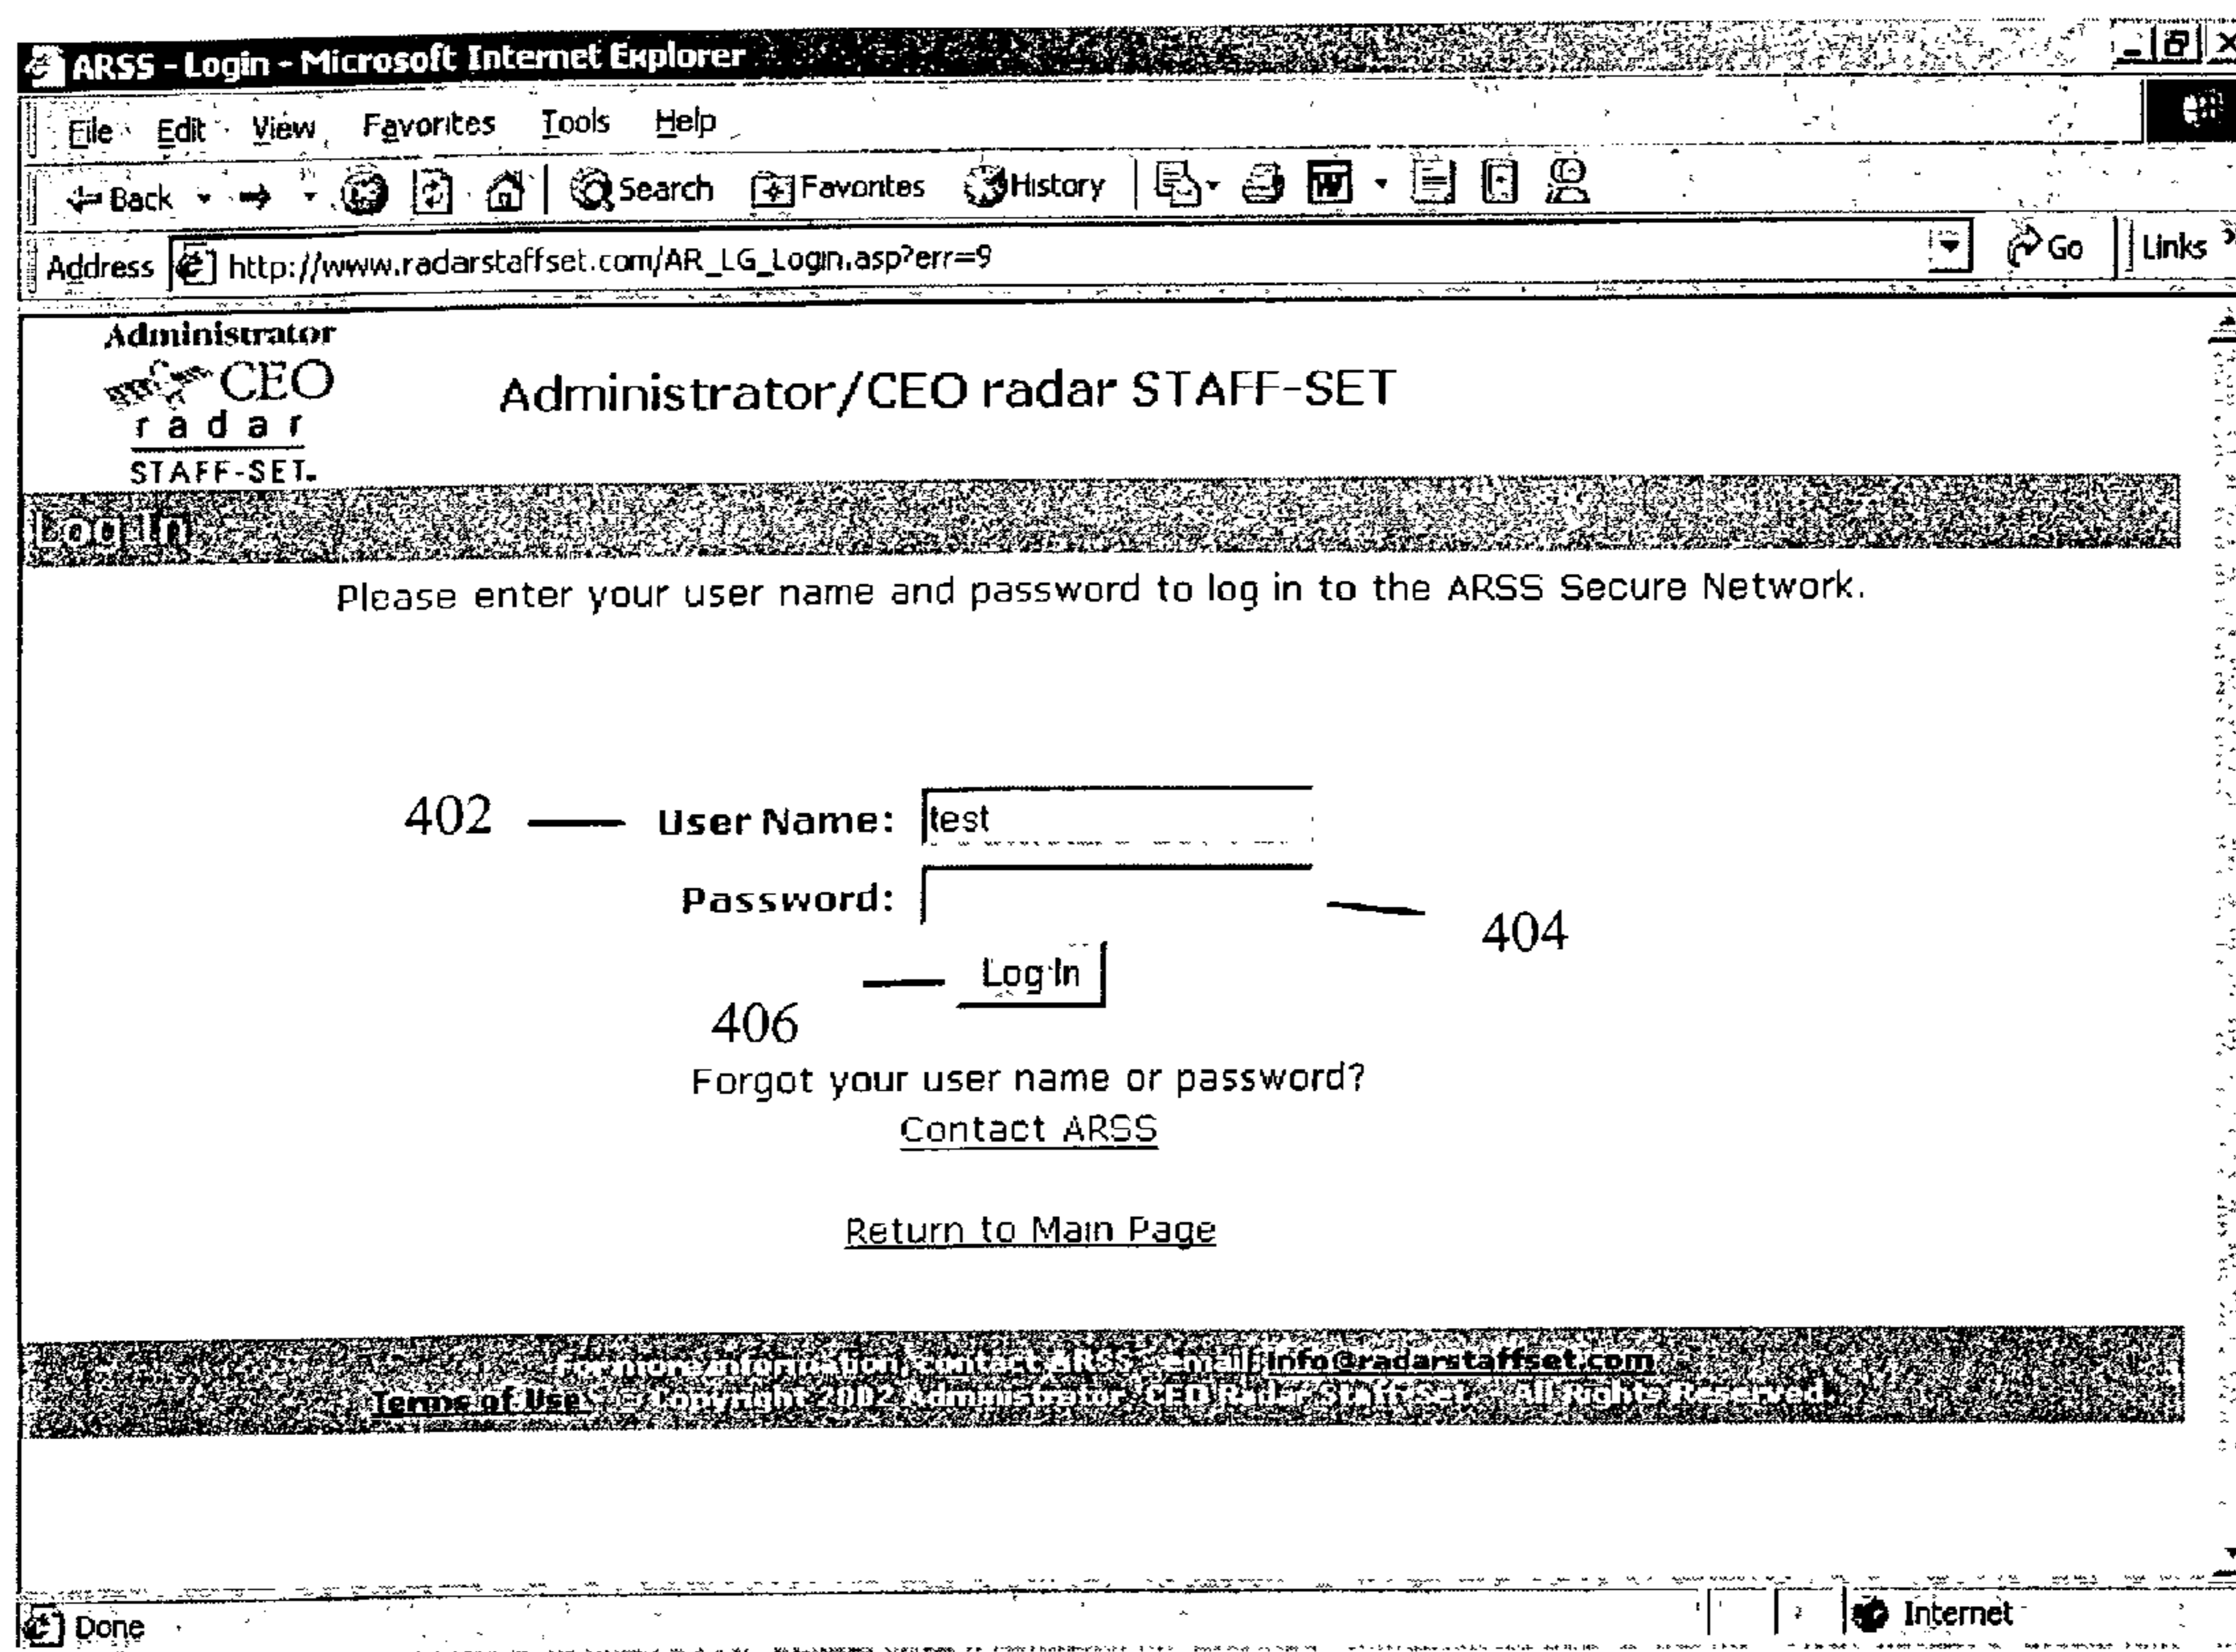 ARSS - Login - Microsoft Internet Explorer
File Edit View Favorites Tools Help
Back Search Favorites History
Address http://www.radarstaffset.com/AR_LG_Login.asp?err=9 Go Links
Administrator
CEO
radar
STAFF-SET.
Administrator/CEO radar STAFF-SET
Log In
Please enter your user name and password to log in to the ARSS Secure Network.
402 User Name: test
Password:
404
Log In
406
Forgot your user name or password?
Contact ARSS
Return to Main Page
For more information, contact ARSS email info@radarstaffset.com
Terms of Use Copyright 2002 Administrator/CEO Radar Staff-Set. All Rights Reserved.
Done Internet